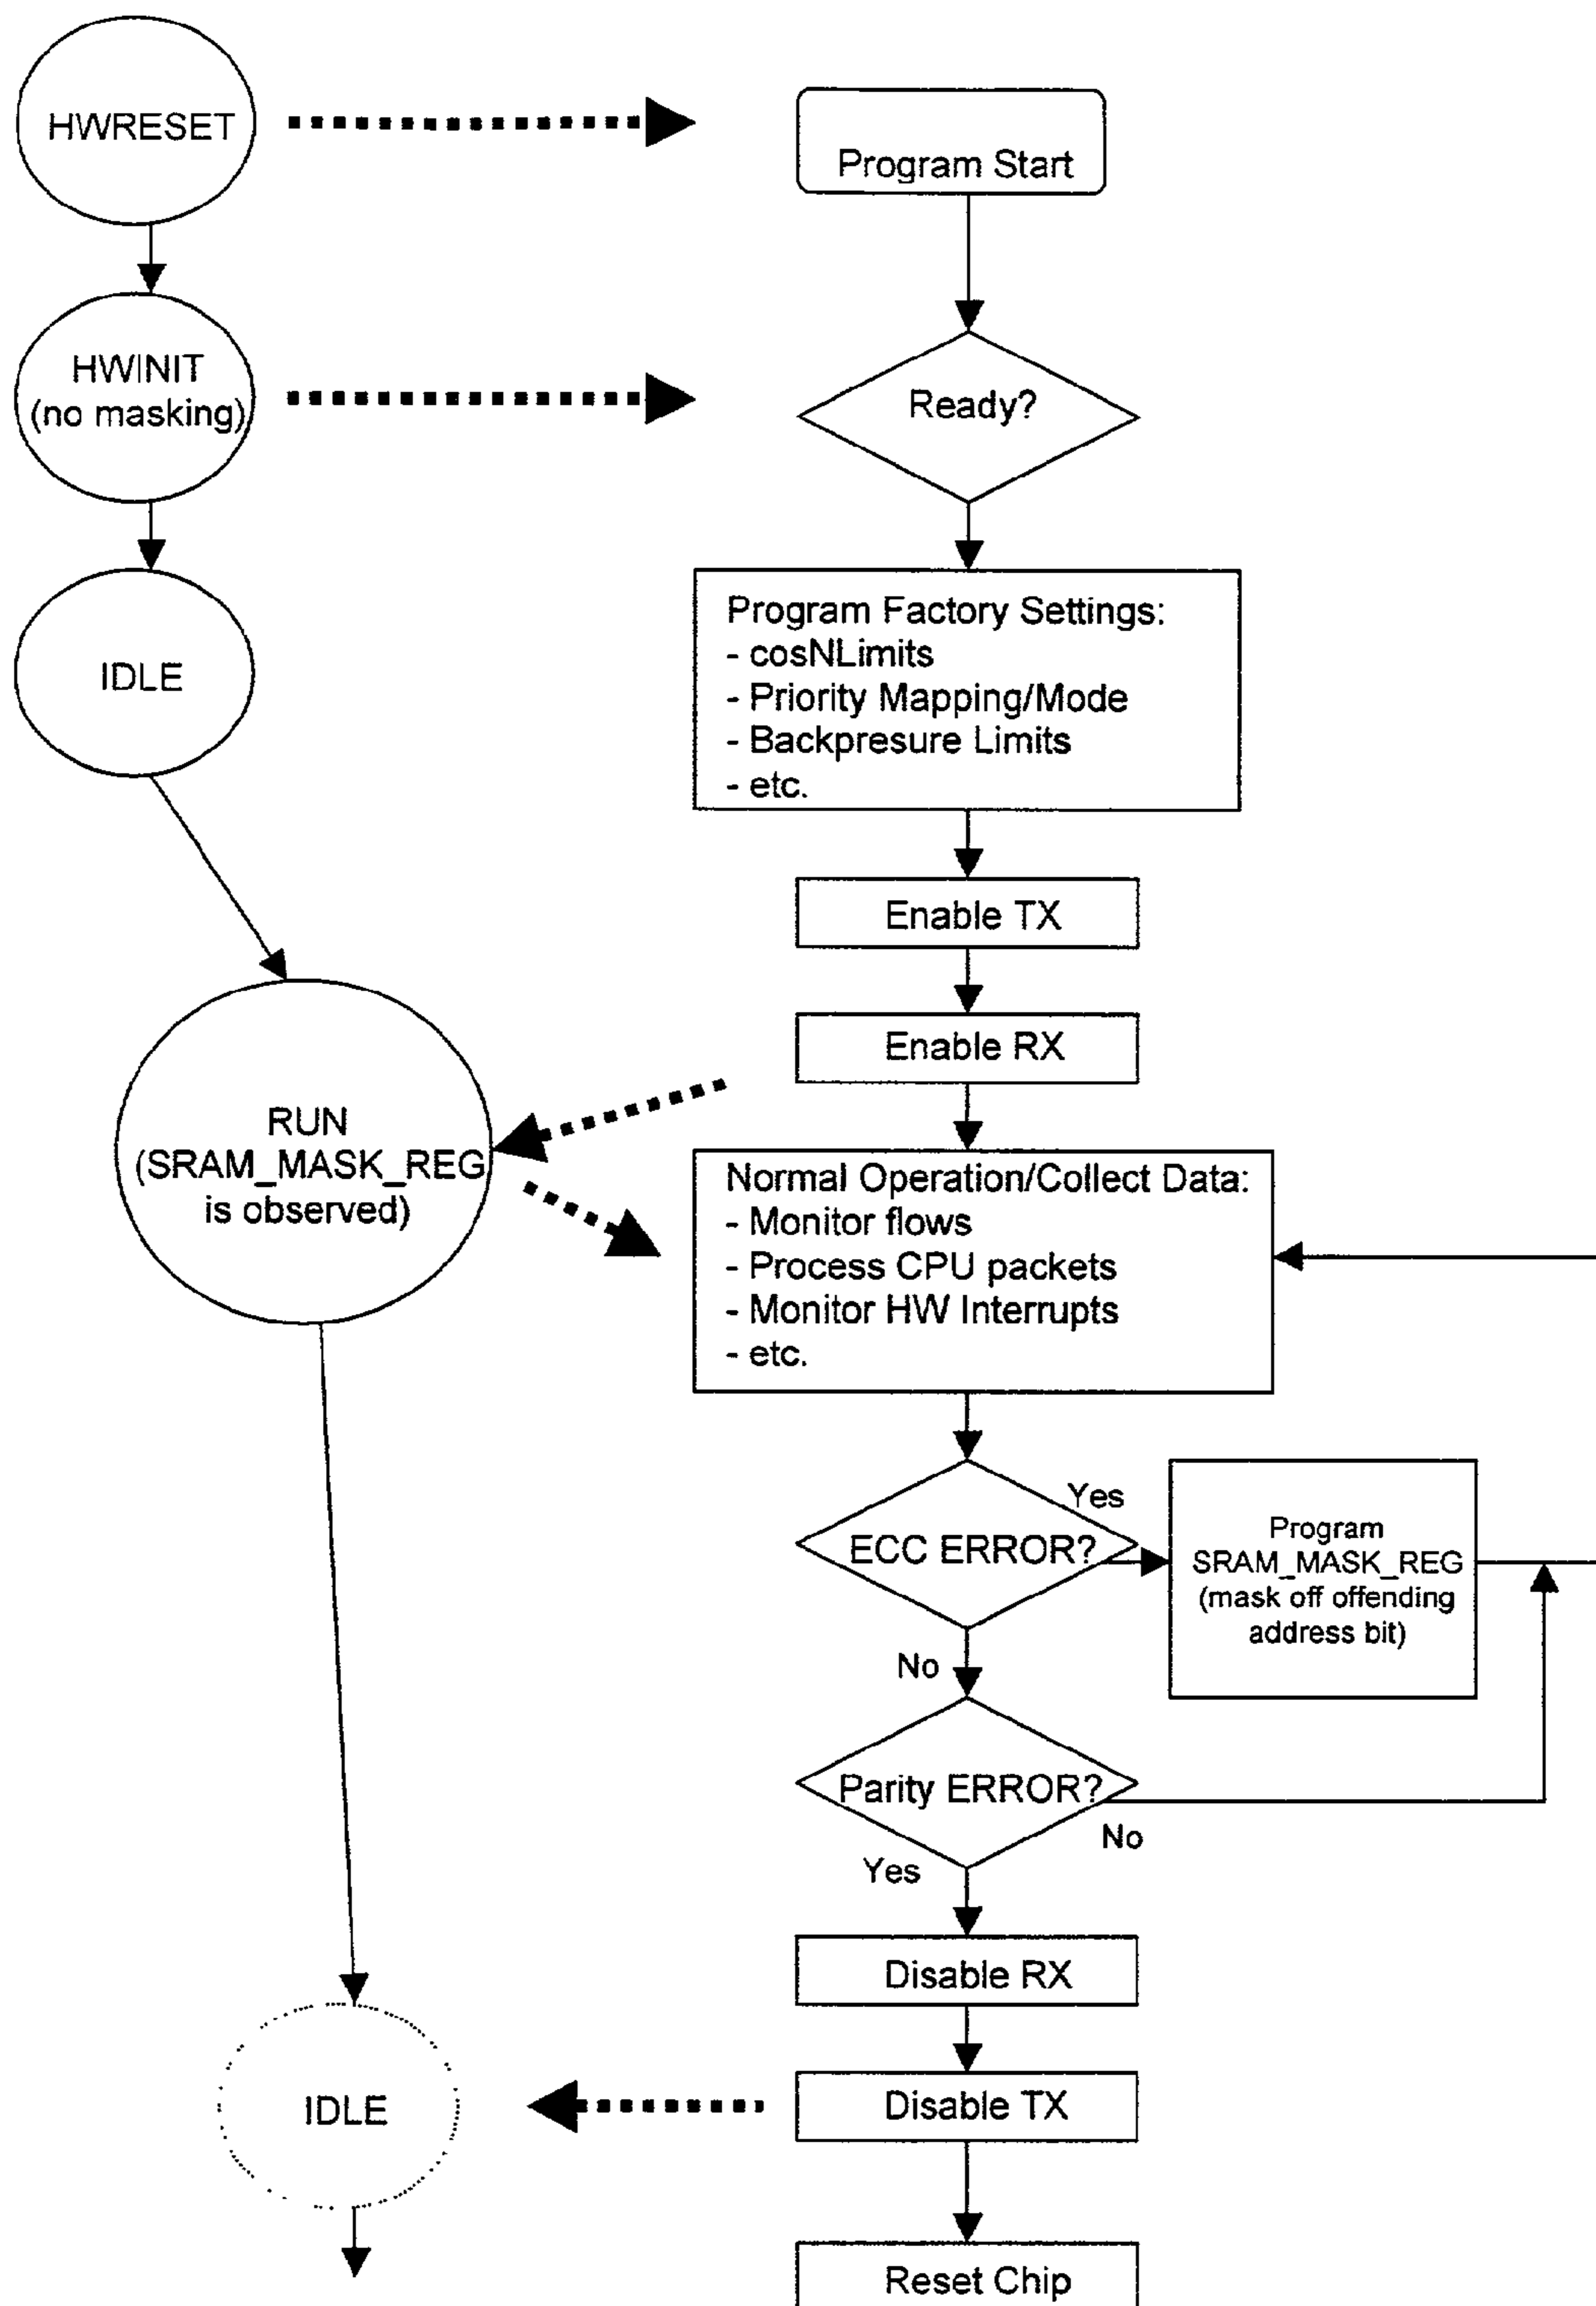 HWRESET
Program Start
HWINIT
(no masking)
Ready?
IDLE
Program Factory Settings:
- cosNLimits
- Priority Mapping/Mode
- Backpresure Limits
- etc.
Enable TX
Enable RX
RUN
(SRAM_MASK_REG
is observed)
Normal Operation/Collect Data:
- Monitor flows
- Process CPU packets
- Monitor HW Interrupts
- etc.
ECC ERROR?
Yes
Program
SRAM_MASK_REG
(mask off offending
address bit)
No
Parity ERROR?
No
Yes
Disable RX
IDLE
Disable TX
Reset Chip